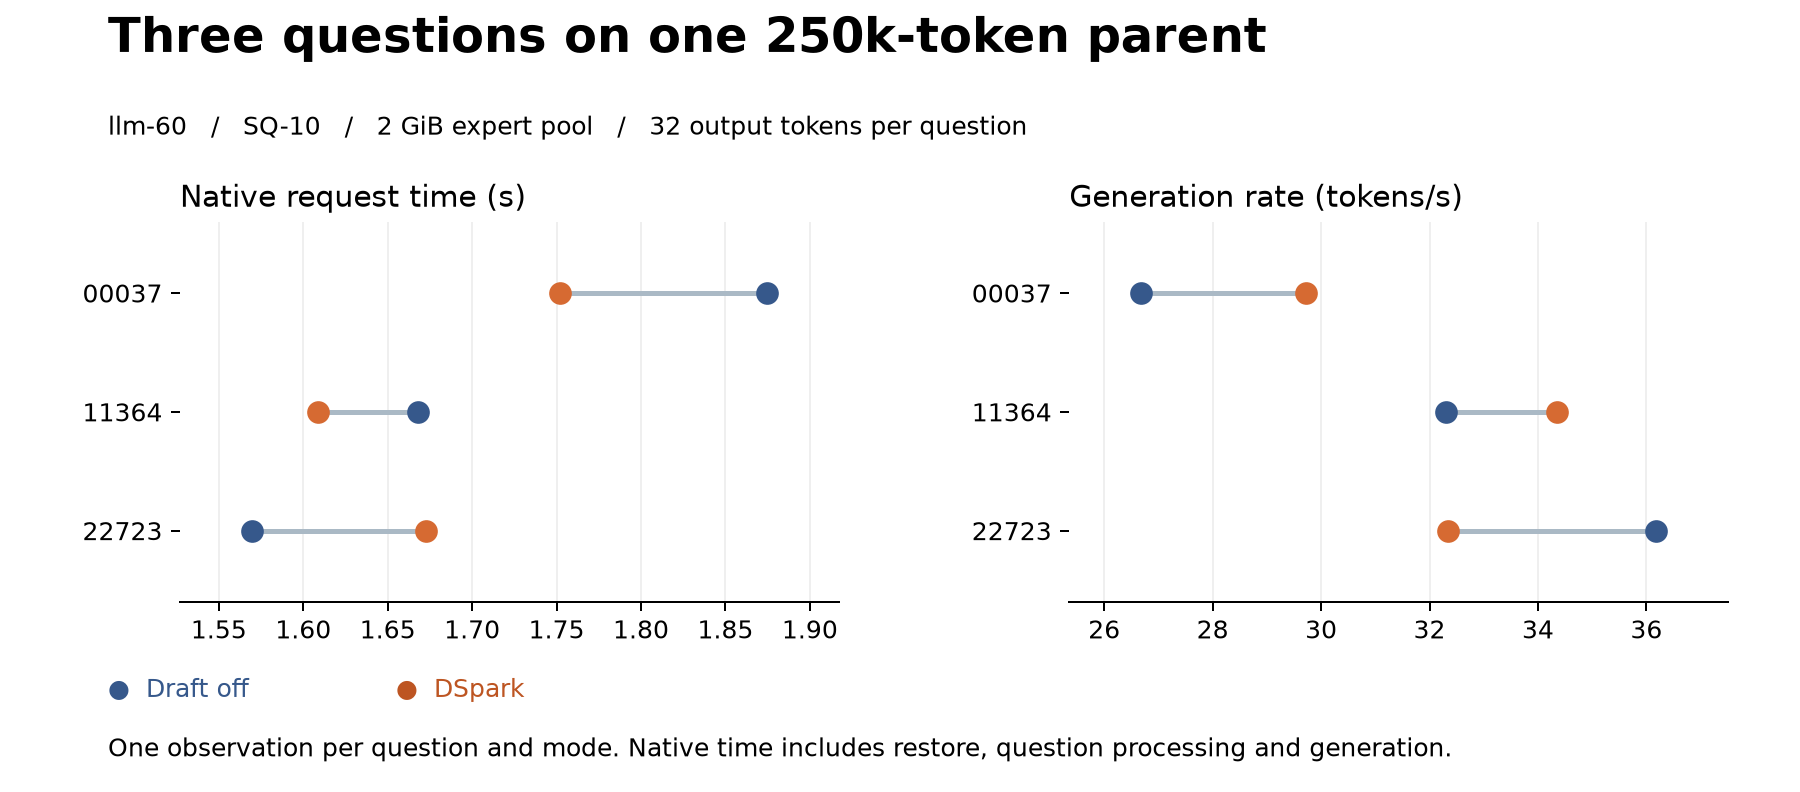 Three questions on one 250k-token parent
llm-60 / SQ-10 / 2 GiB expert pool / 32 output tokens per question
Native request time (s)
00037
11364
22723
1.55 1.60 1.65 1.70 1.75 1.80 1.85 1.90
Generation rate (tokens/s)
00037
11364
22723
26 28 30 32 34 36
Draft off DSpark
One observation per question and mode. Native time includes restore, question processing and generation.